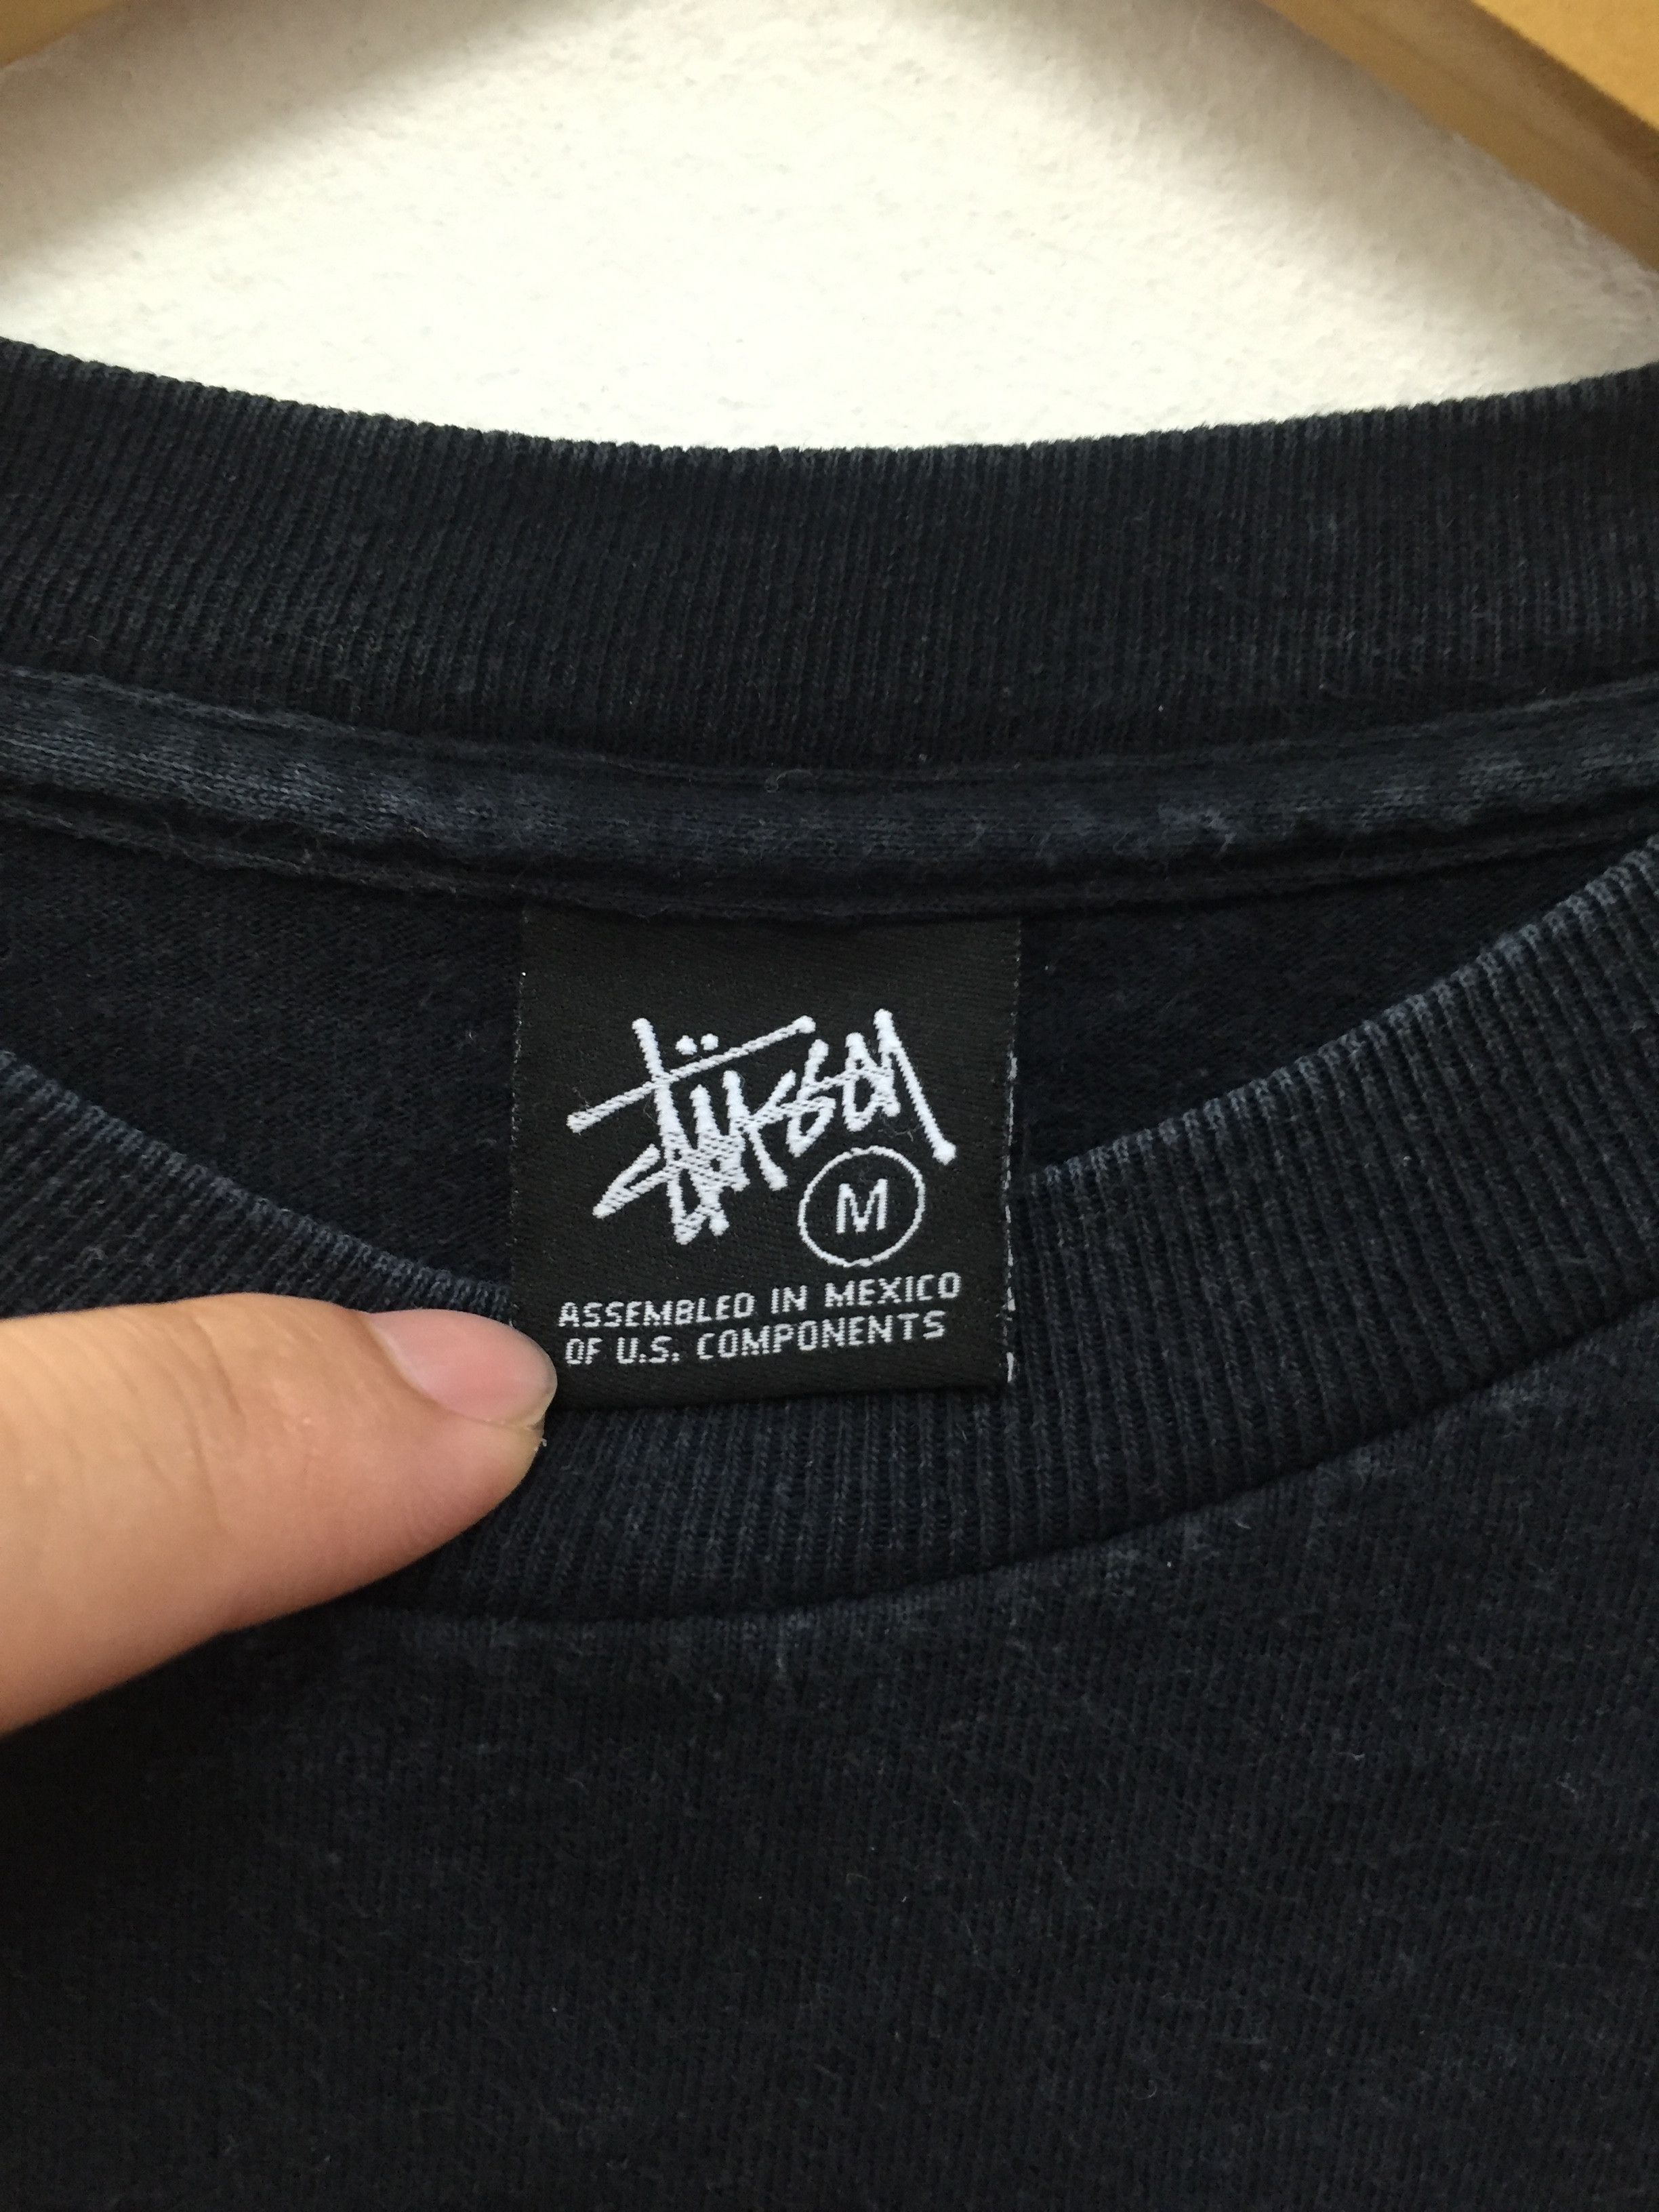 Stüssy
M
ASSEMBLED IN MEXICO
OF U.S. COMPONENTS